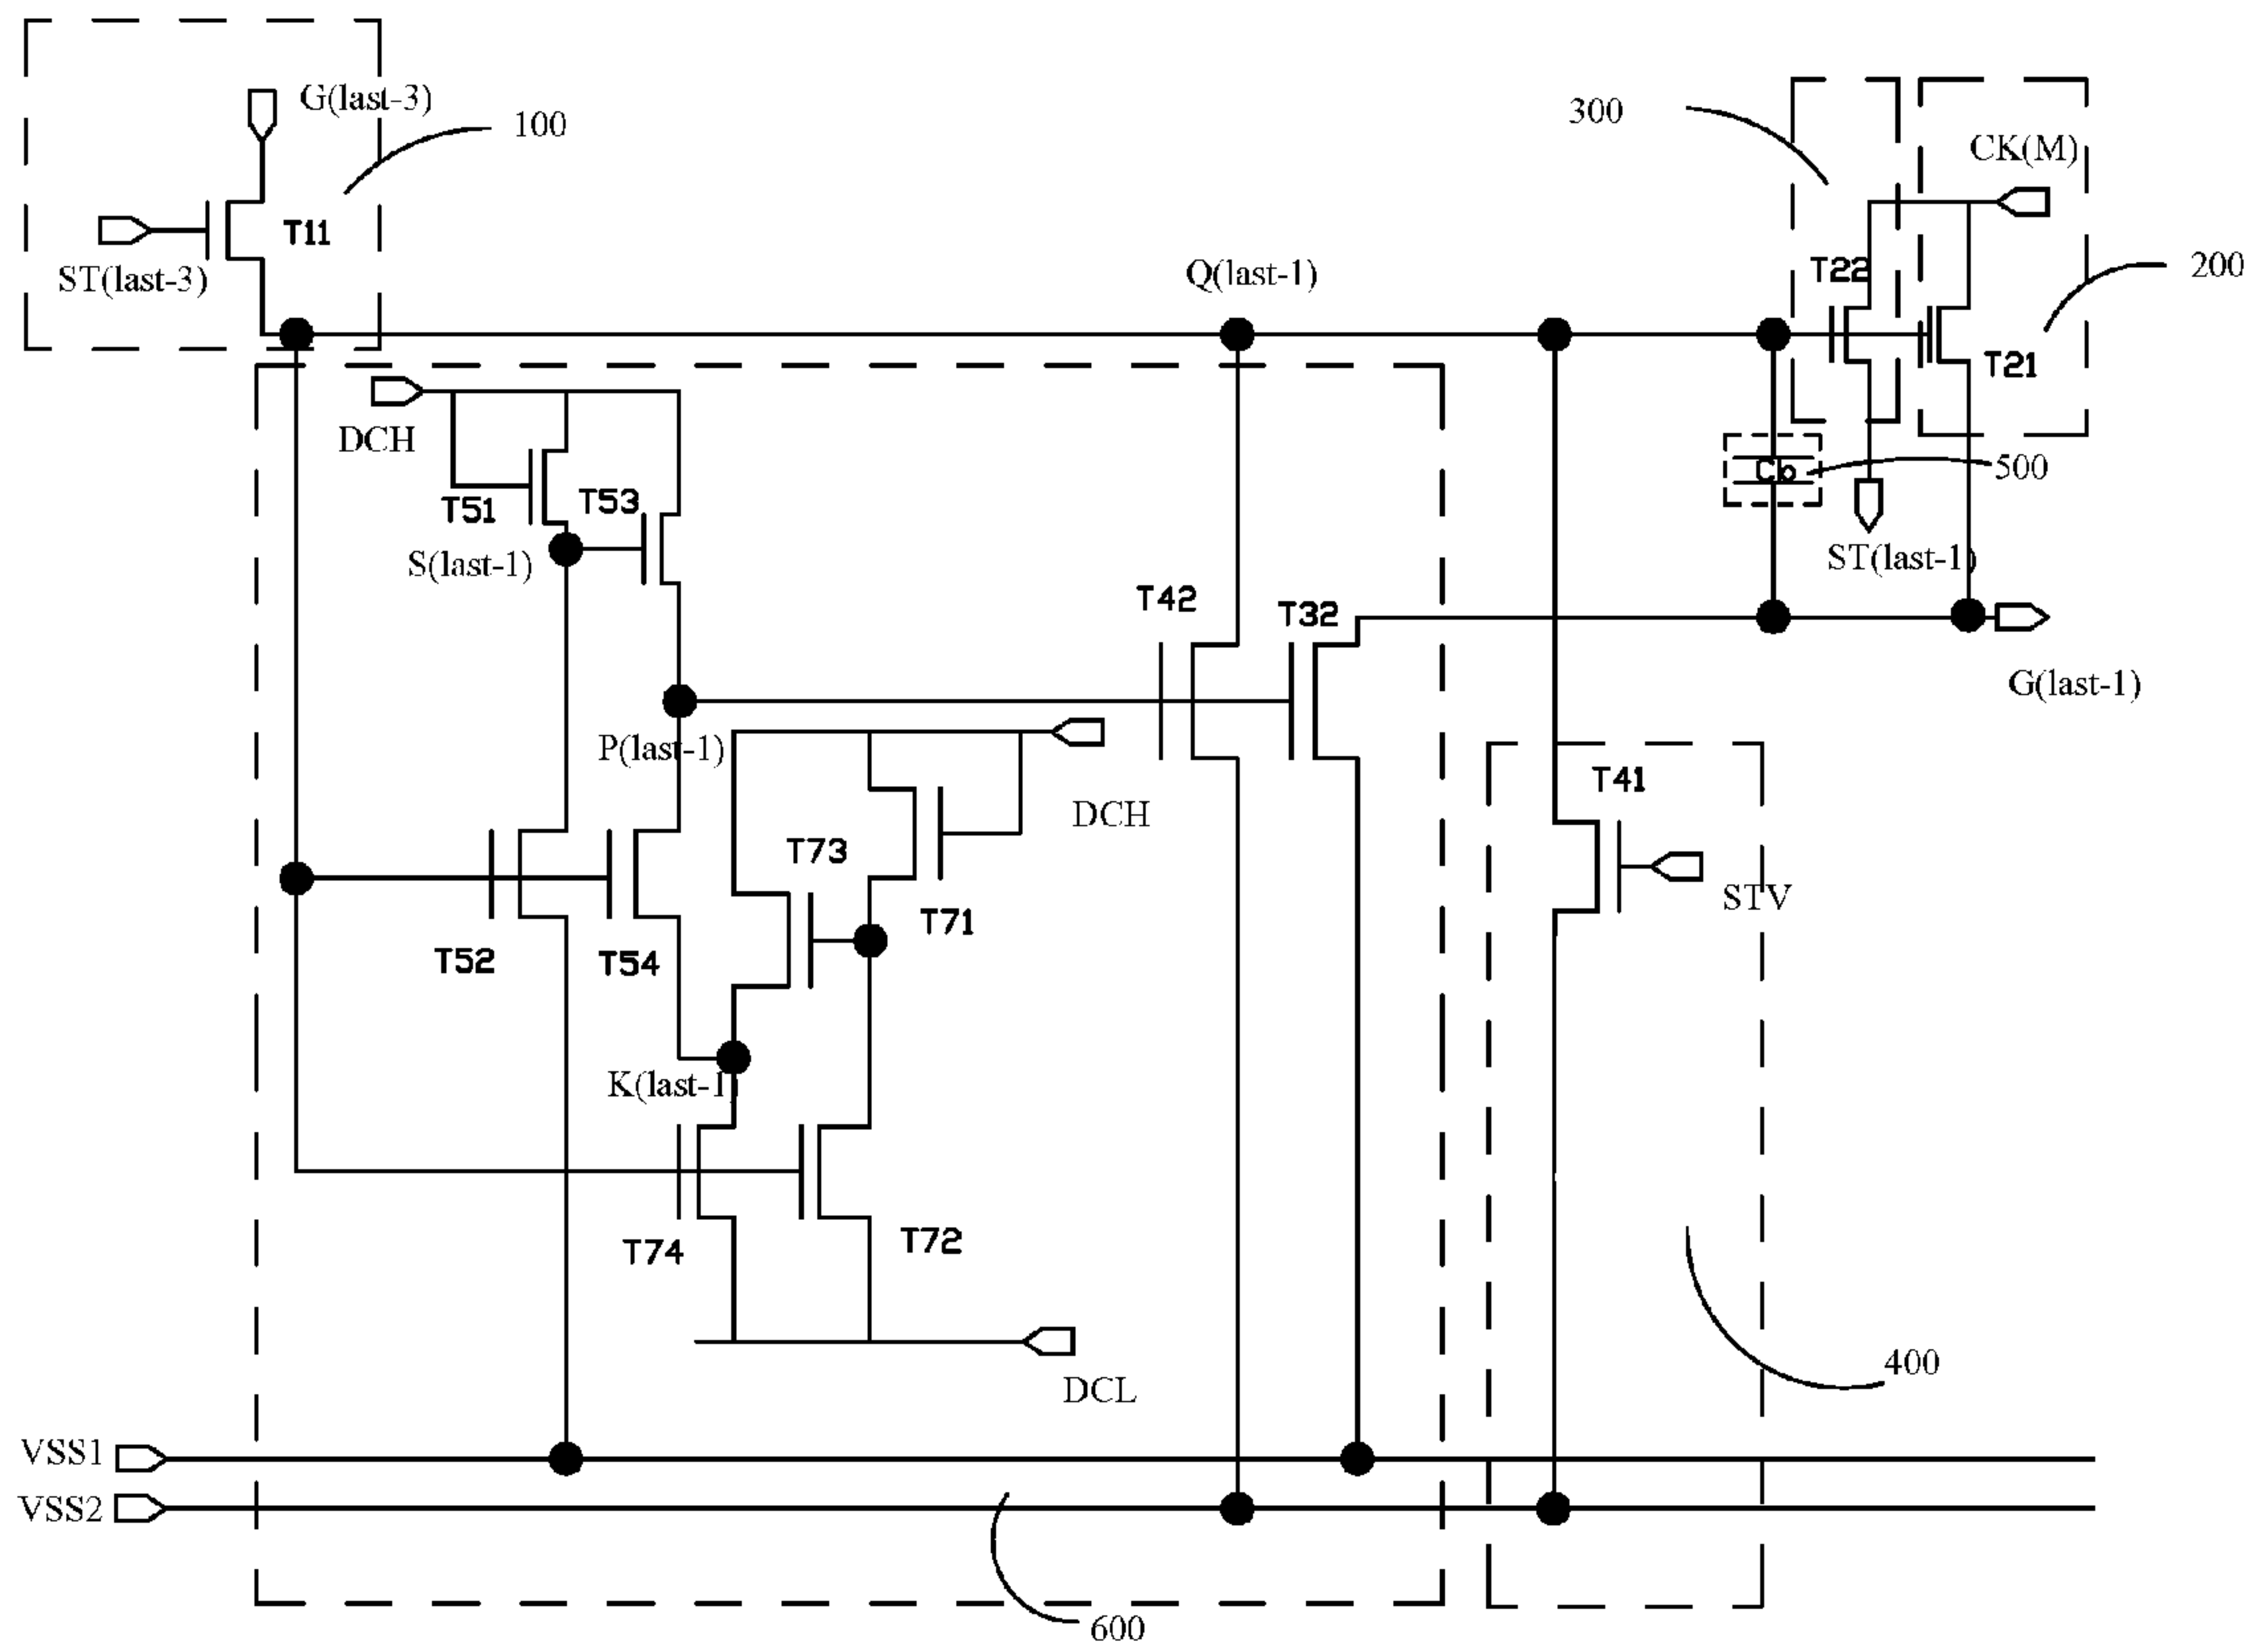 G(last-3)
100
300
CK(M)
T11
ST(last-3)
Q(last-1)
T22
200
T21
DCH
Cb
500
T51
T53
S(last-1)
ST(last-1)
T42
T32
G(last-1)
P(last-1)
T41
DCH
T73
STV
T71
T52
T54
K(last-1)
T74
T72
400
DCL
VSS1
VSS2
600